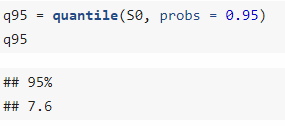 q95 = quantile(S0, probs = 0.95)
q95
## 95%
## 7.6